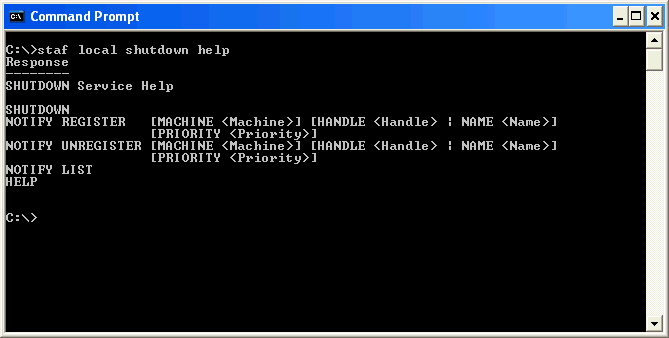 Command Prompt
C:\>staf local shutdown help
Response
--------
SHUTDOWN Service Help

SHUTDOWN
NOTIFY REGISTER   [MACHINE <Machine>] [HANDLE <Handle> | NAME <Name>]
                  [PRIORITY <Priority>]
NOTIFY UNREGISTER [MACHINE <Machine>] [HANDLE <Handle> | NAME <Name>]
                  [PRIORITY <Priority>]
NOTIFY LIST
HELP

C:\>